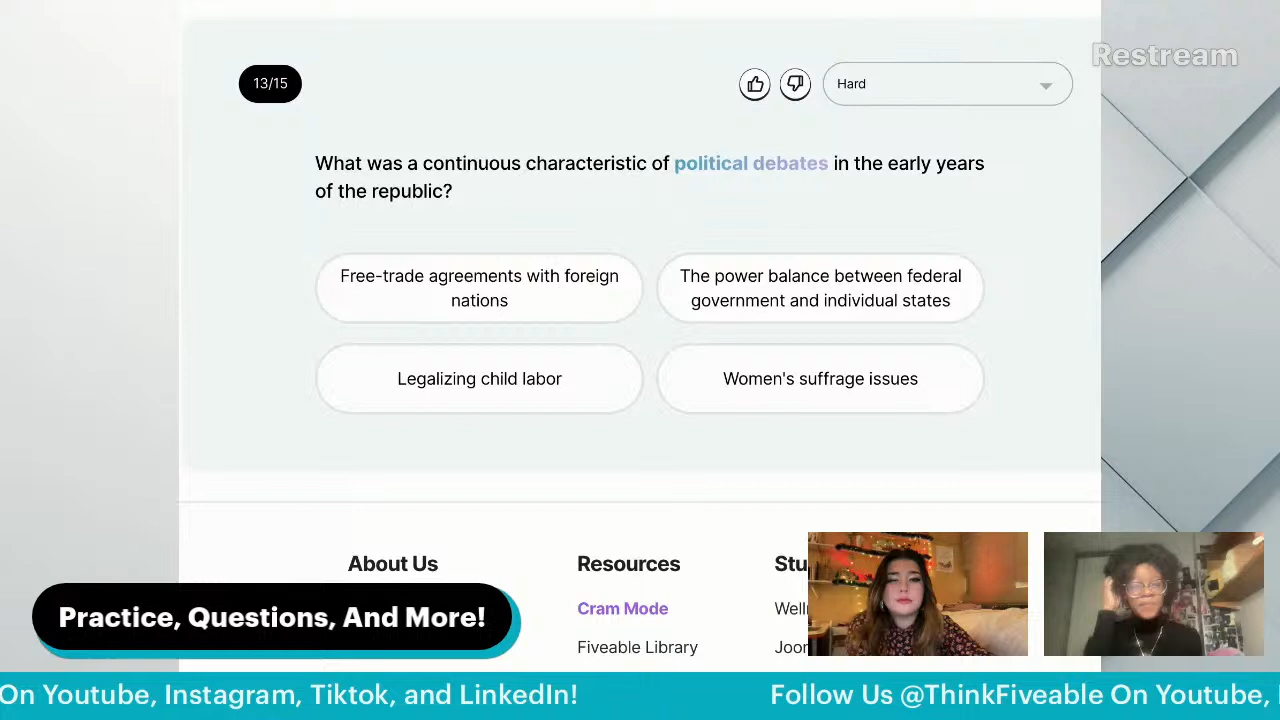 Restream
13/15
Hard
What was a continuous characteristic of political debates in the early years
of the republic?
Free-trade agreements with foreign
nations
The power balance between federal
government and individual states
Legalizing child labor
Women's suffrage issues
About Us
Resources
Stu
Cram Mode
Well
Fiveable Library
Joor
Practice, Questions, And More!
On Youtube, Instagram, Tiktok, and LinkedIn!
Follow Us @ThinkFiveable On Youtube,